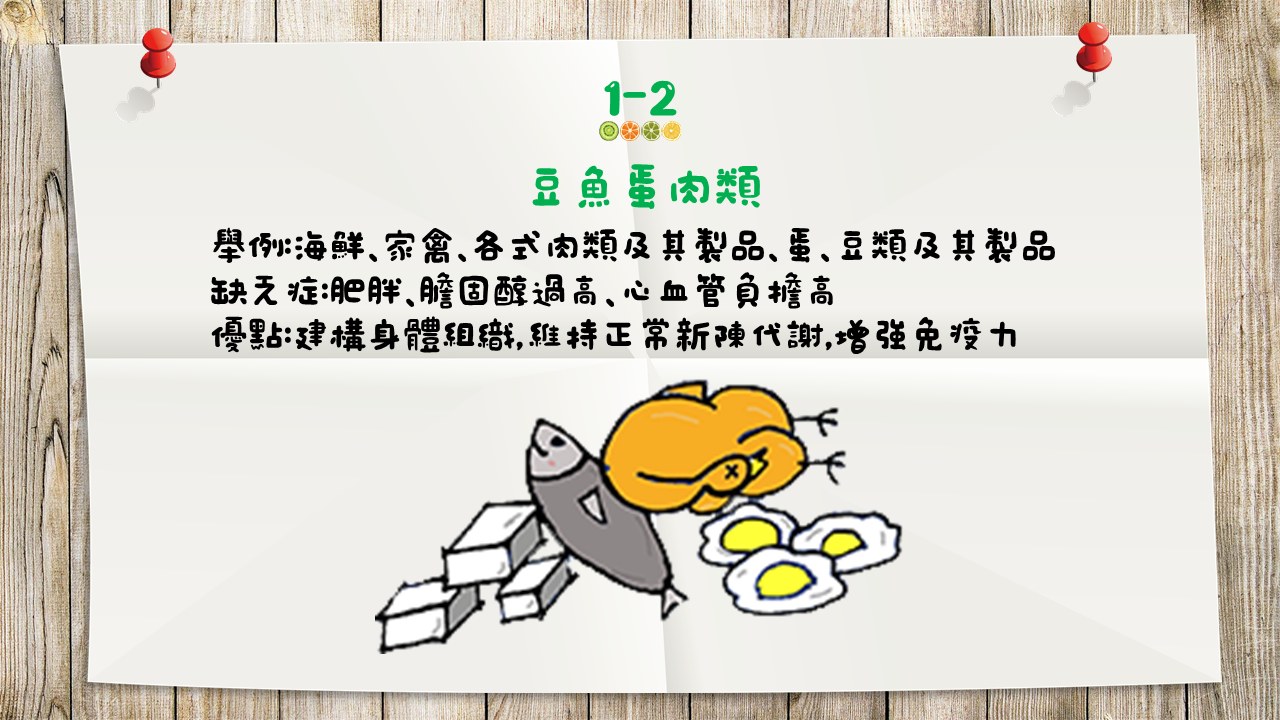 1-2
豆魚蛋肉類
舉例:海鮮、家禽、各式肉類及其製品、蛋、豆類及其製品
缺乏症:肥胖、膽固醇過高、心血管負擔高
優點:建構身體組織,維持正常新陳代謝,增強免疫力